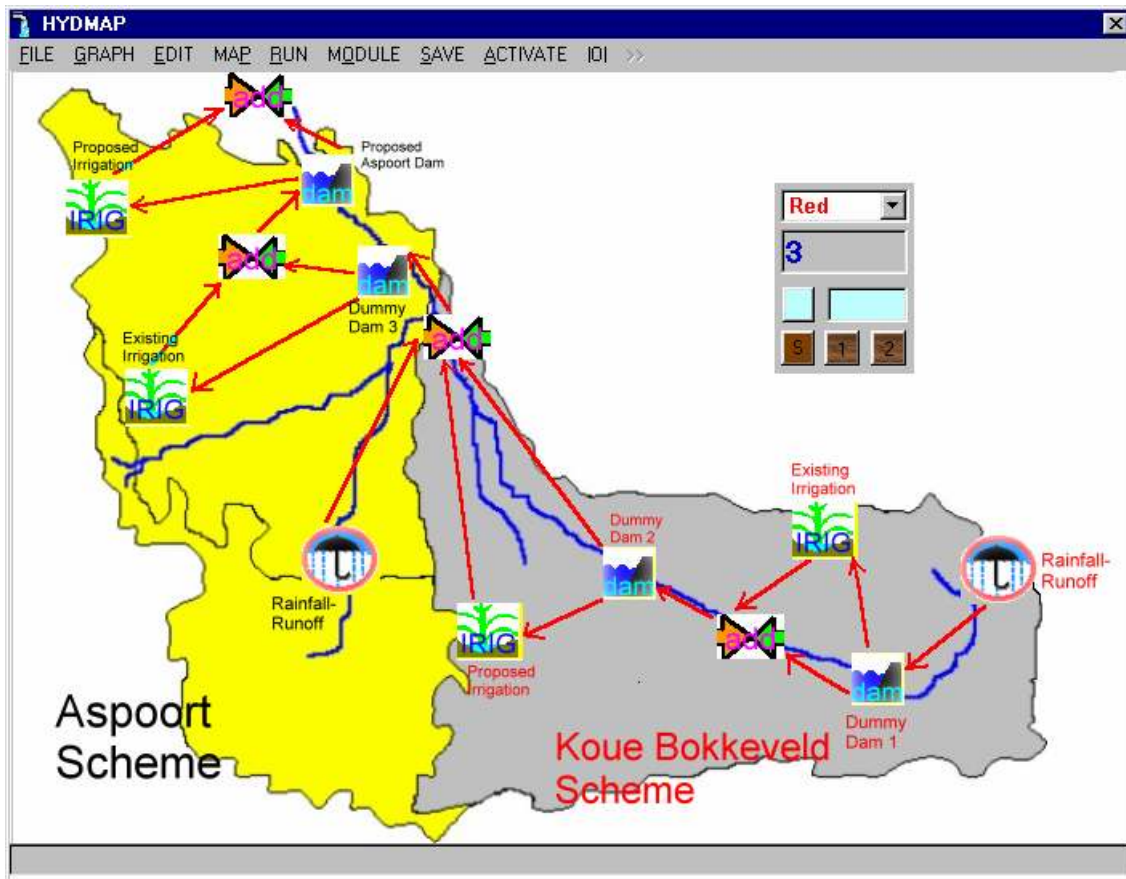 HYDMAP
FILE GRAPH EDIT MAP RUN MODULE SAVE ACTIVATE |O| >>
add
Proposed
Irrigation
IRIG
Proposed
Aspoort Dam
dam
add
dam
Dummy
Dam 3
Existing
Irrigation
IRIG
add
Red
3
S 1 2
Rainfall-
Runoff
Existing
Irrigation
IRIG
Rainfall-
Runoff
Dummy
Dam 2
dam
IRIG
Proposed
Irrigation
add
dam
Dummy
Dam 1
Aspoort
Scheme
Koue Bokkeveld
Scheme